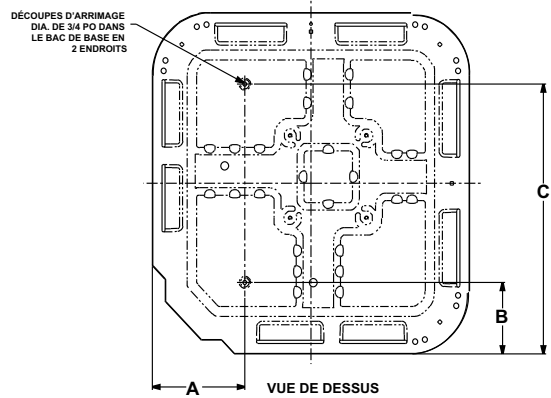 DÉCOUPES D'ARRIMAGE
DIA. DE 3/4 PO DANS
LE BAC DE BASE EN
2 ENDROITS
C
B
A
VUE DE DESSUS